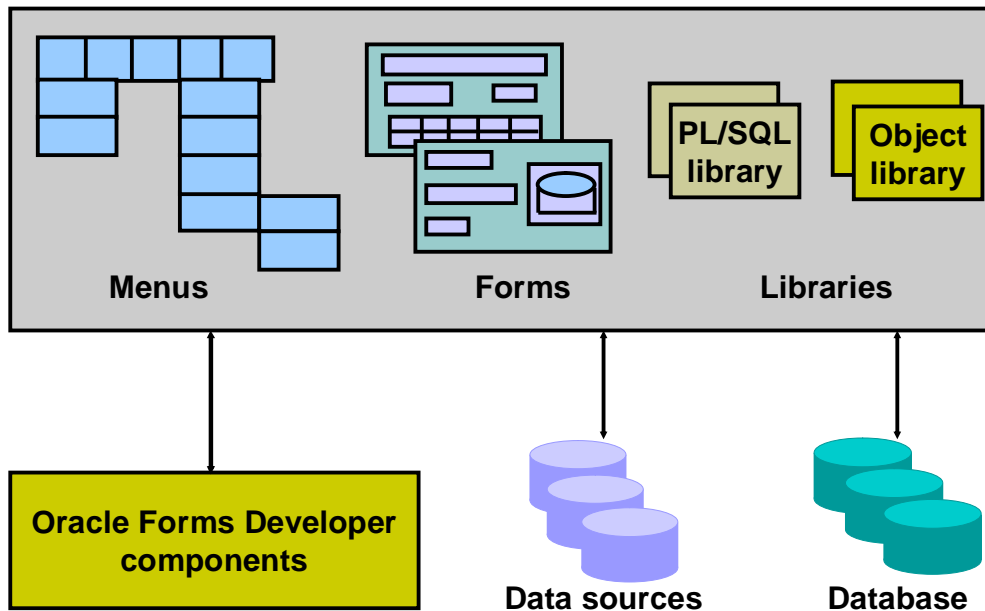 PL/SQL
library
Object
library
Menus
Forms
Libraries
Oracle Forms Developer
components
Data sources
Database